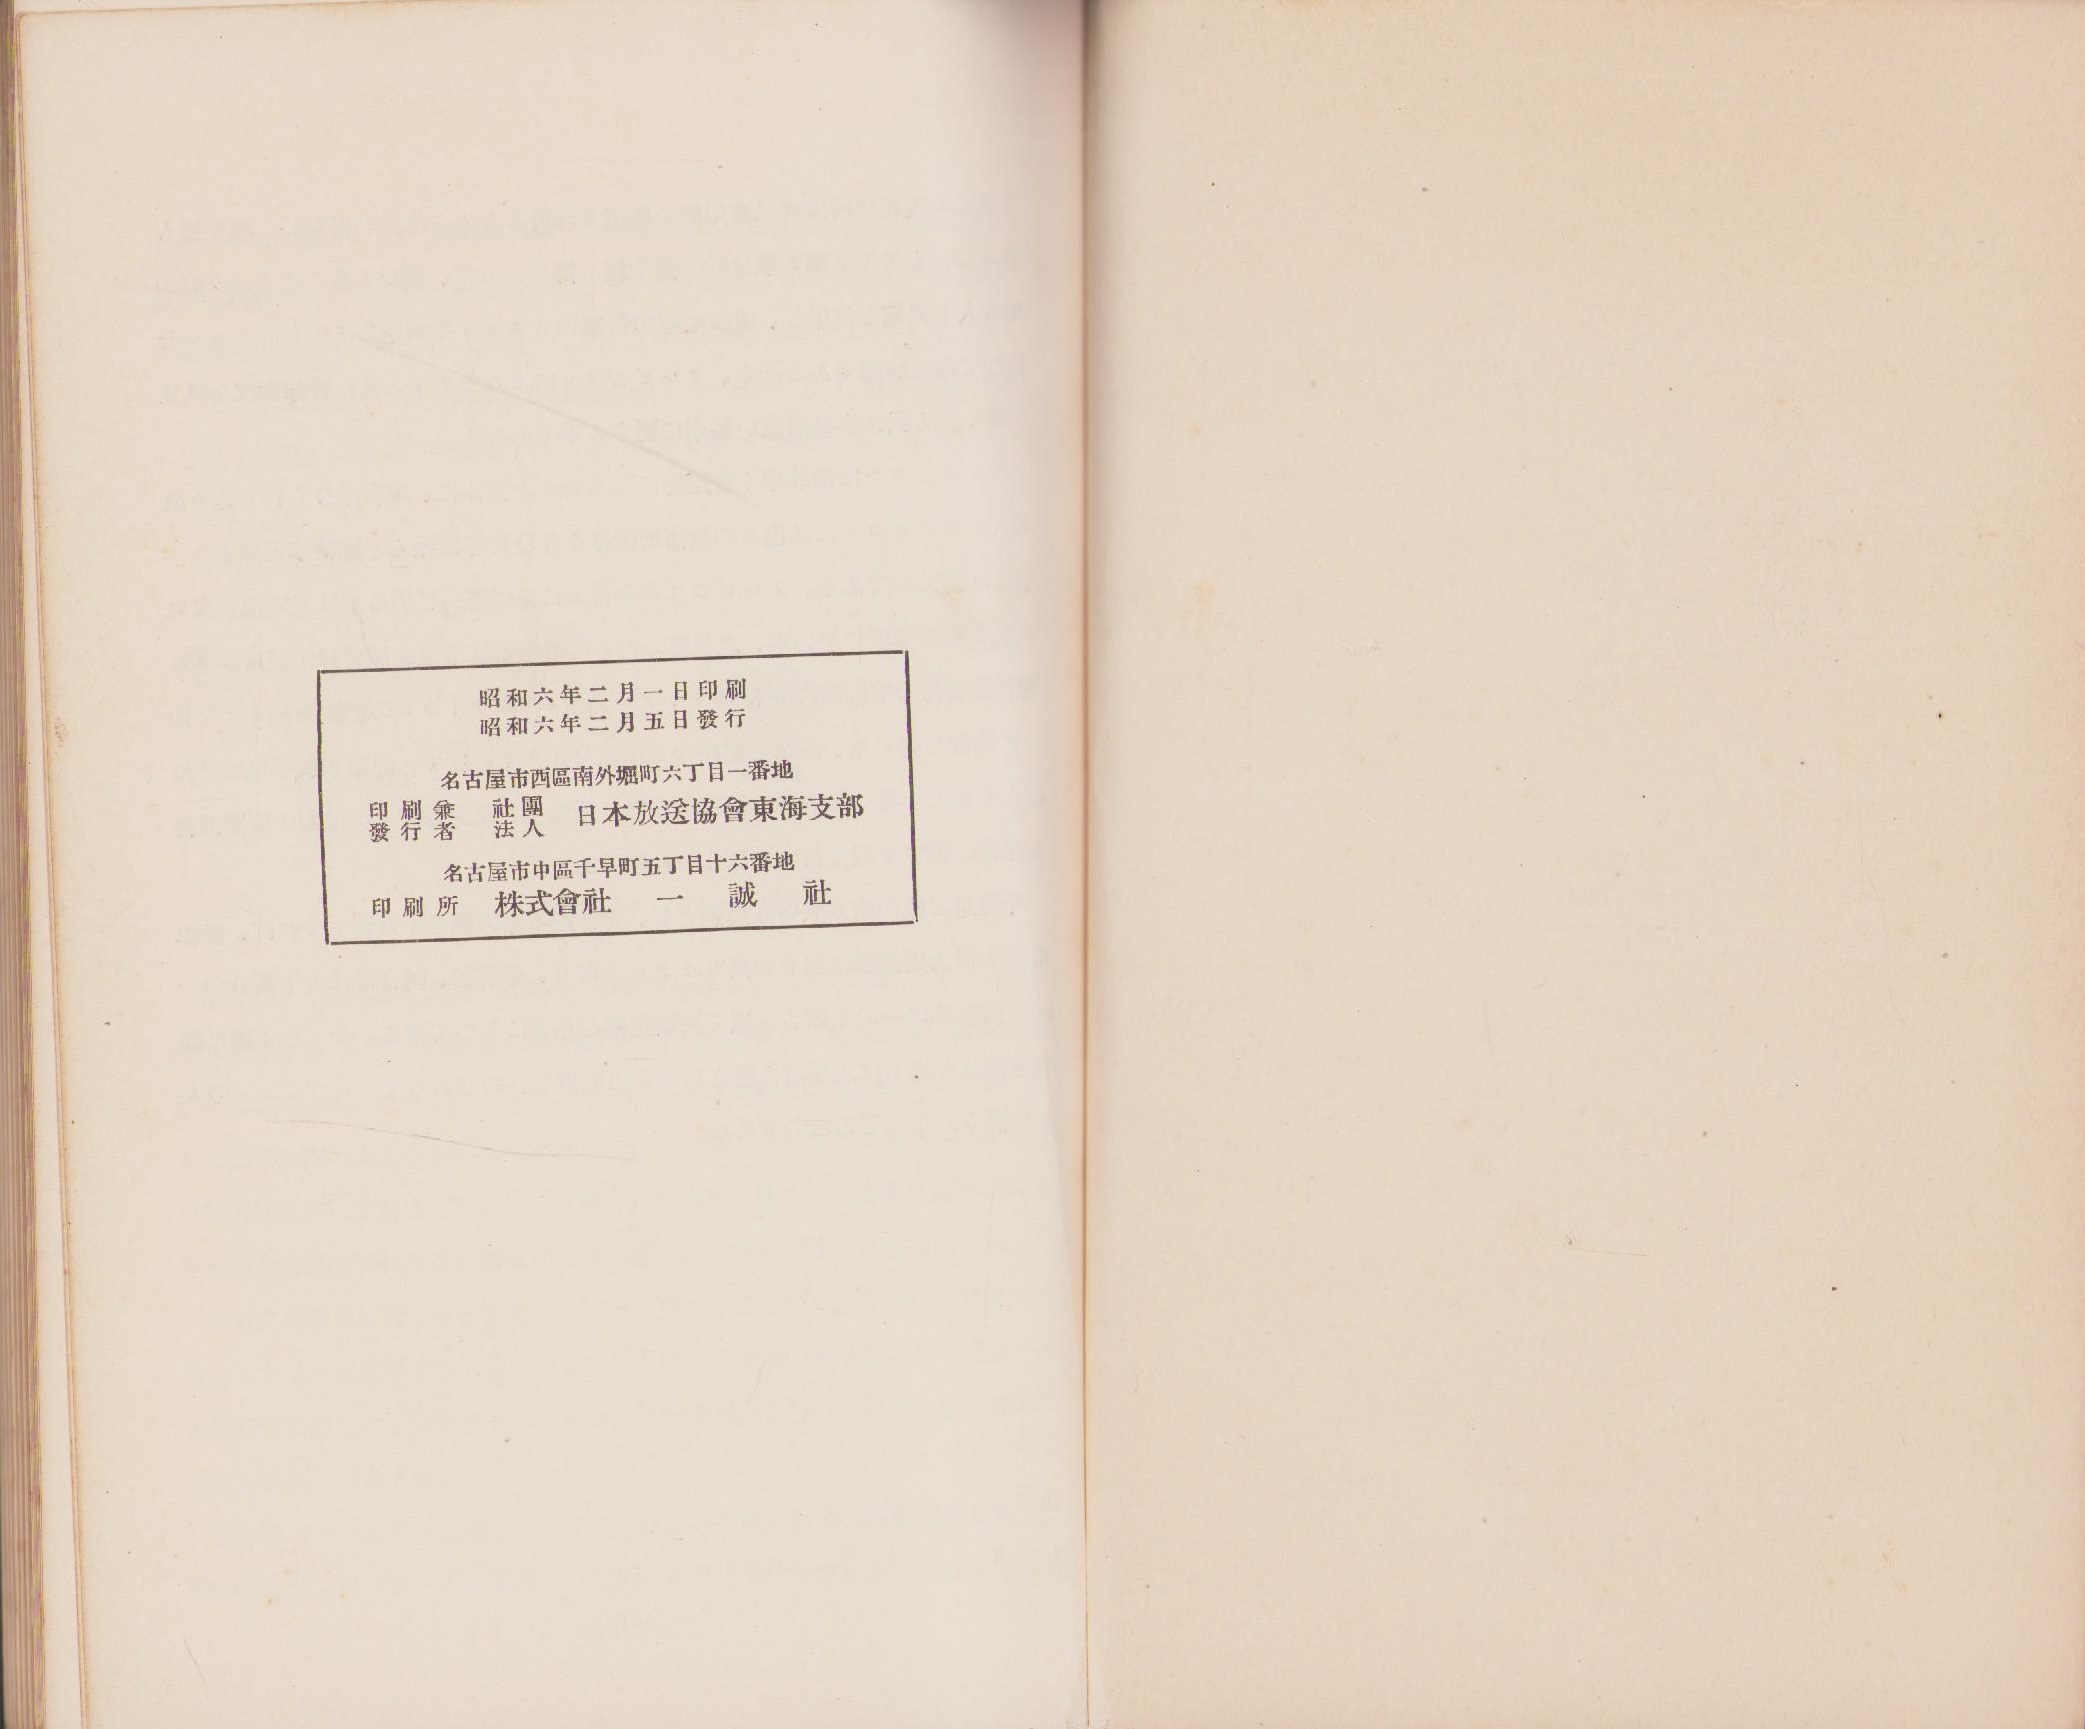 昭和六年二月一日印刷
昭和六年二月五日發行
名古屋市西區南外堀町六丁目一番地
印刷兼 社團
發行者 法人 日本放送協會東海支部
名古屋市中區千早町五丁目十六番地
印刷所 株式會社 一誠社